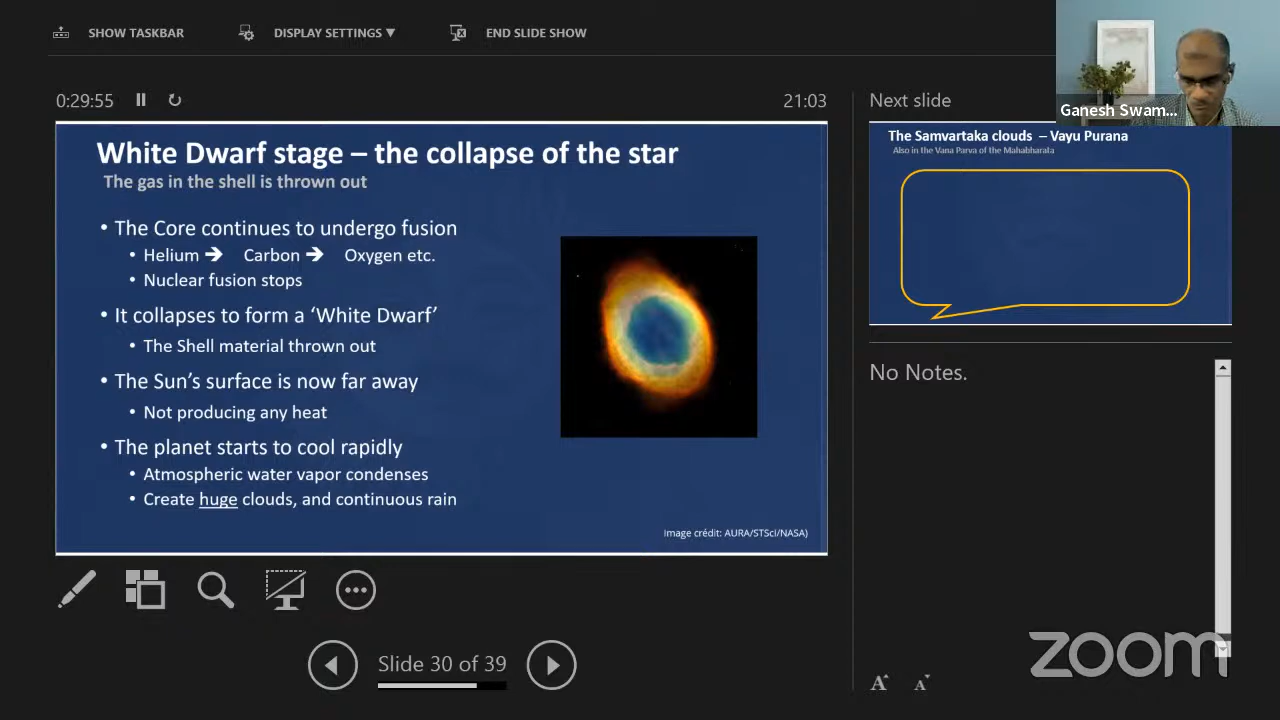 SHOW TASKBAR
DISPLAY SETTINGS ▼
END SLIDE SHOW
Ganesh Swam...
0:29:55
21:03
Next slide
White Dwarf stage – the collapse of the star
The gas in the shell is thrown out
• The Core continues to undergo fusion
• Helium ➔ Carbon ➔ Oxygen etc.
• Nuclear fusion stops
• It collapses to form a ‘White Dwarf’
• The Shell material thrown out
• The Sun’s surface is now far away
• Not producing any heat
• The planet starts to cool rapidly
• Atmospheric water vapor condenses
• Create huge clouds, and continuous rain
Image crédit: AURA/STSci/NASA)
The Samvartaka clouds – Vayu Purana
Also in the Vana Parva of the Mahabharata
No Notes.
Slide 30 of 39
A A
zoom